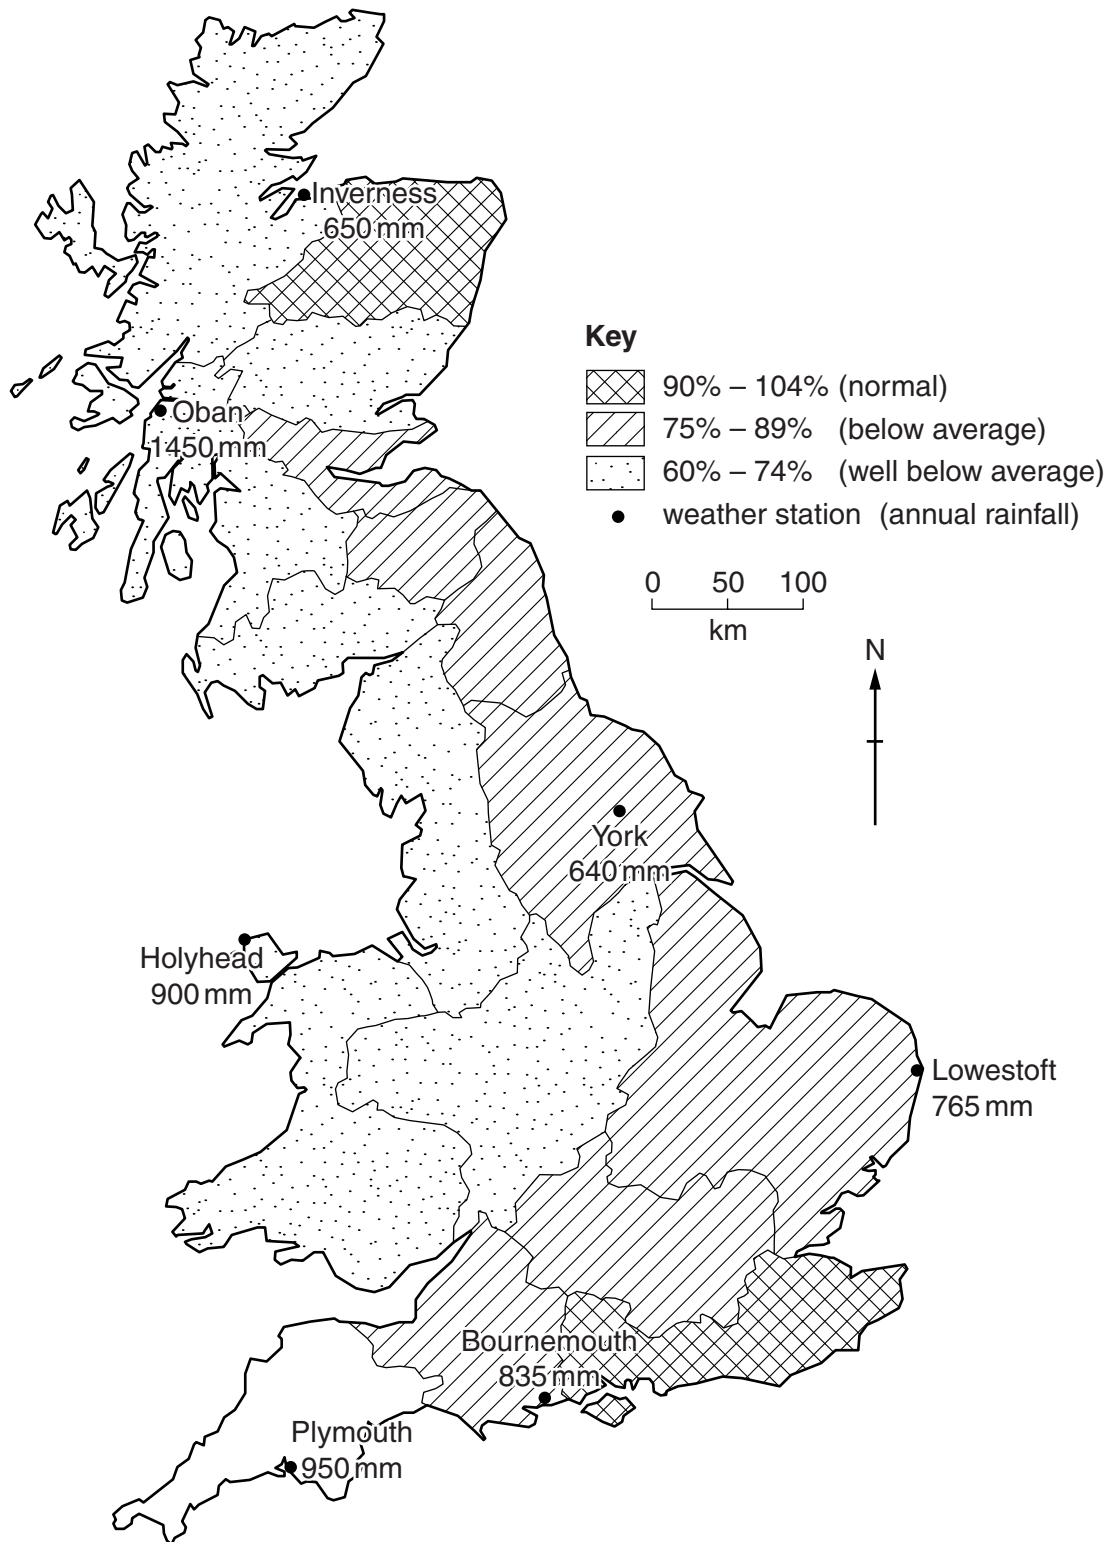 Inverness
650 mm
Key
90% – 104% (normal)
75% – 89% (below average)
60% – 74% (well below average)
weather station (annual rainfall)
Oban
1450 mm
0 50 100
km
N
York
640 mm
Holyhead
900 mm
Lowestoft
765 mm
Bournemouth
835 mm
Plymouth
950 mm